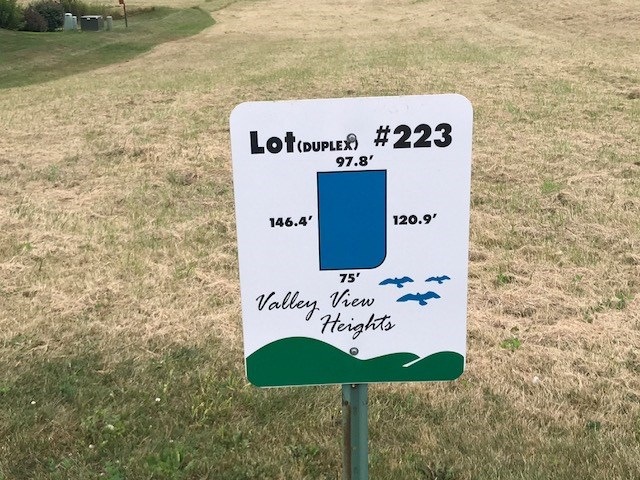 Lot (DUPLEX) #223
97.8'
146.4' 120.9'
75'
Valley View
Heights